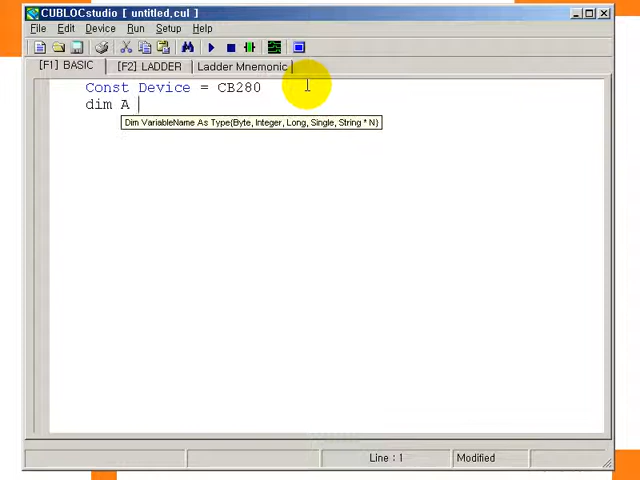 CUBLOCstudio [ untitled.cul ]
File Edit Device Run Setup Help
[F1] BASIC [F2] LADDER Ladder Mnemonic
Const Device = CB280
dim A
Dim VariableName As Type(Byte, Integer, Long, Single, String * N}
Line : 1 Modified